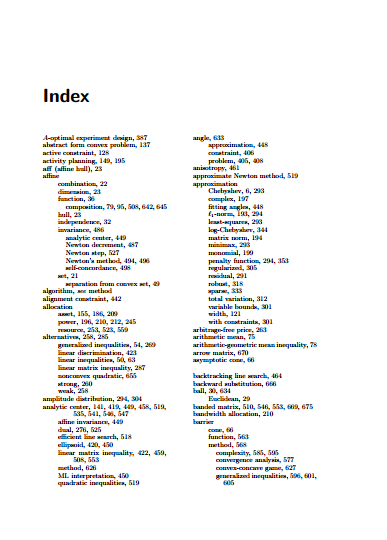 Index
A-optimal experiment design, 387
abstract form convex problem, 137
active constraint, 128
activity planning, 149, 195
aff (affine hull), 23
affine
combination, 22
dimension, 23
function, 36
composition, 79, 95, 508, 642, 645
hull, 23
independence, 32
invariance, 486
analytic center, 449
Newton decrement, 487
Newton step, 527
Newton's method, 494, 496
self-concordance, 498
set, 21
separation from convex set, 49
algorithm, see method
alignment constraint, 442
allocation
asset, 155, 186, 209
power, 196, 210, 212, 245
resource, 253, 523, 559
alternatives, 258, 285
generalized inequalities, 54, 269
linear discrimination, 423
linear inequalities, 50, 63
linear matrix inequality, 287
nonconvex quadratic, 655
strong, 260
weak, 258
amplitude distribution, 294, 304
analytic center, 141, 419, 449, 458, 519,
535, 541, 546, 547
affine invariance, 449
dual, 276, 525
efficient line search, 518
ellipsoid, 420, 450
linear matrix inequality, 422, 459,
508, 553
method, 626
ML interpretation, 450
quadratic inequalities, 519
angle, 633
approximation, 448
constraint, 406
problem, 405, 408
anisotropy, 461
approximate Newton method, 519
approximation
Chebyshev, 6, 293
complex, 197
fitting angles, 448
ℓ1-norm, 193, 294
least-squares, 293
log-Chebyshev, 344
matrix norm, 194
minimax, 293
monomial, 199
penalty function, 294, 353
regularized, 305
residual, 291
robust, 318
sparse, 333
total variation, 312
variable bounds, 301
width, 121
with constraints, 301
arbitrage-free price, 263
arithmetic mean, 75
arithmetic-geometric mean inequality, 78
arrow matrix, 670
asymptotic cone, 66
backtracking line search, 464
backward substitution, 666
ball, 30, 634
Euclidean, 29
banded matrix, 510, 546, 553, 669, 675
bandwidth allocation, 210
barrier
cone, 66
function, 563
method, 568
complexity, 585, 595
convergence analysis, 577
convex-concave game, 627
generalized inequalities, 596, 601,
605